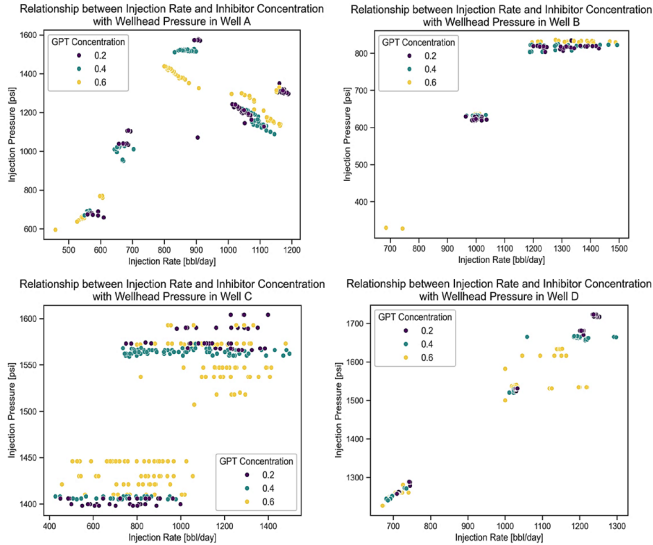 Relationship between Injection Rate and Inhibitor Concentration
with Wellhead Pressure in Well A
Injection Pressure [psi]
1600
1400
1200
1000
800
600
GPT Concentration
0.2
0.4
0.6
500 600 700 800 900 1000 1100 1200
Injection Rate [bbl/day]
Relationship between Injection Rate and Inhibitor Concentration
with Wellhead Pressure in Well B
Injection Pressure [psi]
800
700
600
500
400
GPT Concentration
0.2
0.4
0.6
700 800 900 1000 1100 1200 1300 1400 1500
Injection Rate [bbl/day]
Relationship between Injection Rate and Inhibitor Concentration
with Wellhead Pressure in Well C
Injection Pressure [psi]
1600
1550
1500
1450
1400
GPT Concentration
0.2
0.4
0.6
400 600 800 1000 1200 1400
Injection Rate [bbl/day]
Relationship between Injection Rate and Inhibitor Concentration
with Wellhead Pressure in Well D
Injection Pressure [psi]
1700
1600
1500
1400
1300
GPT Concentration
0.2
0.4
0.6
700 800 900 1000 1100 1200 1300
Injection Rate [bbl/day]